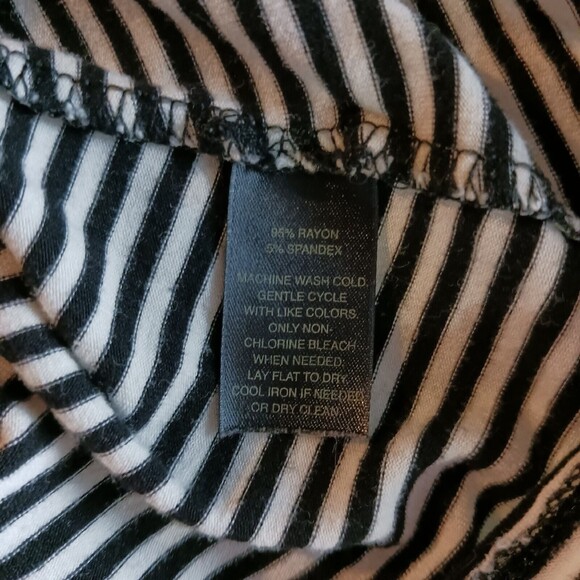 95% RAYON
5% SPANDEX
MACHINE WASH COLD.
GENTLE CYCLE
WITH LIKE COLORS.
ONLY NON-
CHLORINE BLEACH
WHEN NEEDED.
LAY FLAT TO DRY.
COOL IRON IF NEEDED
OR DRY CLEAN.